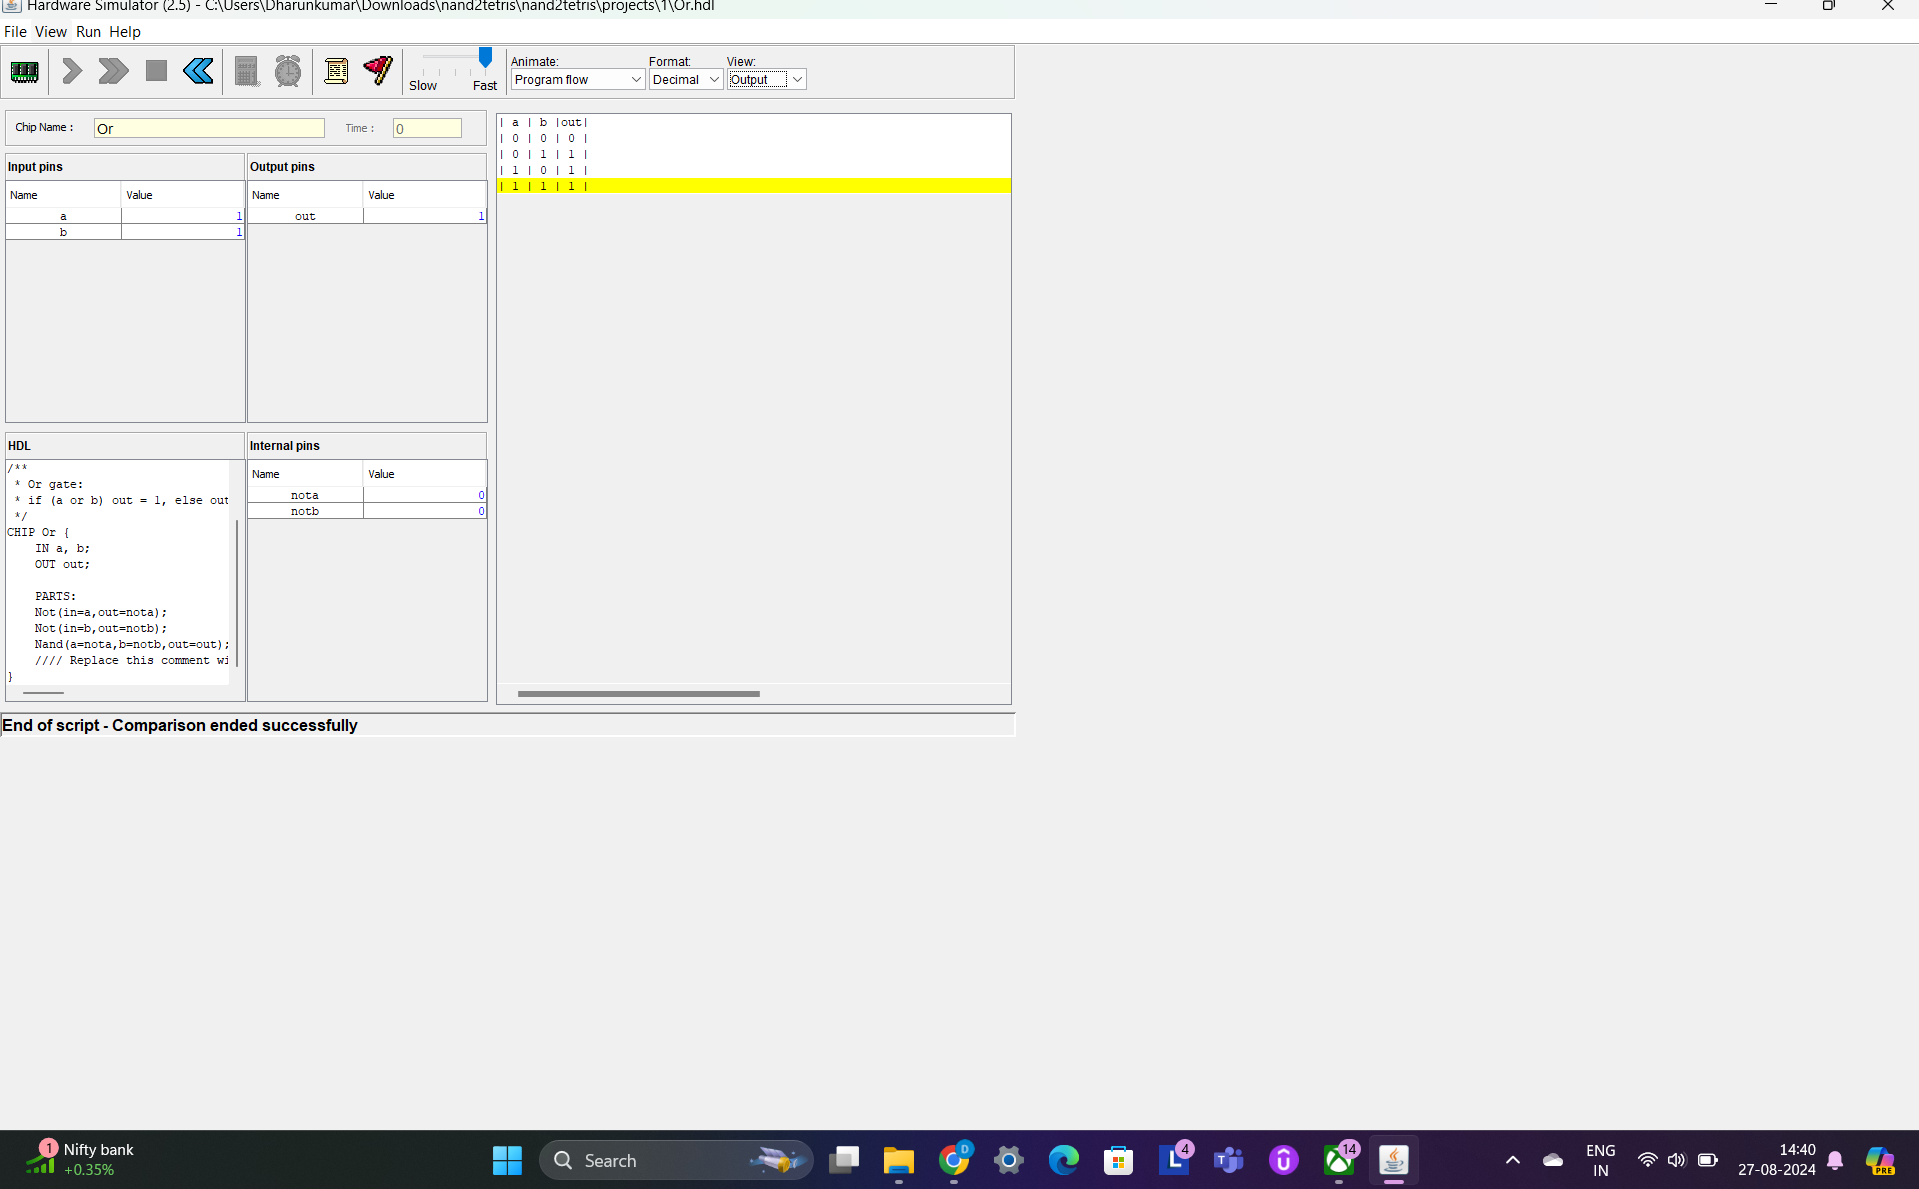 Hardware Simulator (2.5) - C:\Users\Dharunkumar\Downloads\nand2tetris\nand2tetris\projects\1\Or.hdl
File View Run Help
Slow Fast
Animate:
Program flow
Format:
Decimal
View:
Output
Chip Name :
Or
Time :
0
Input pins
Name Value
a 1
b 1
Output pins
Name Value
out 1
HDL
/**
 * Or gate:
 * if (a or b) out = 1, else out
 */
CHIP Or {
    IN a, b;
    OUT out;
    PARTS:
    Not(in=a,out=nota);
    Not(in=b,out=notb);
    Nand(a=nota,b=notb,out=out);
    //// Replace this comment wi
}
Internal pins
Name Value
nota 0
notb 0
| a | b |out|
| 0 | 0 | 0 |
| 0 | 1 | 1 |
| 1 | 0 | 1 |
| 1 | 1 | 1 |
End of script - Comparison ended successfully
1
Nifty bank
+0.35%
Search
D
L
4
T
14
ENG
IN
14:40
27-08-2024
PRE